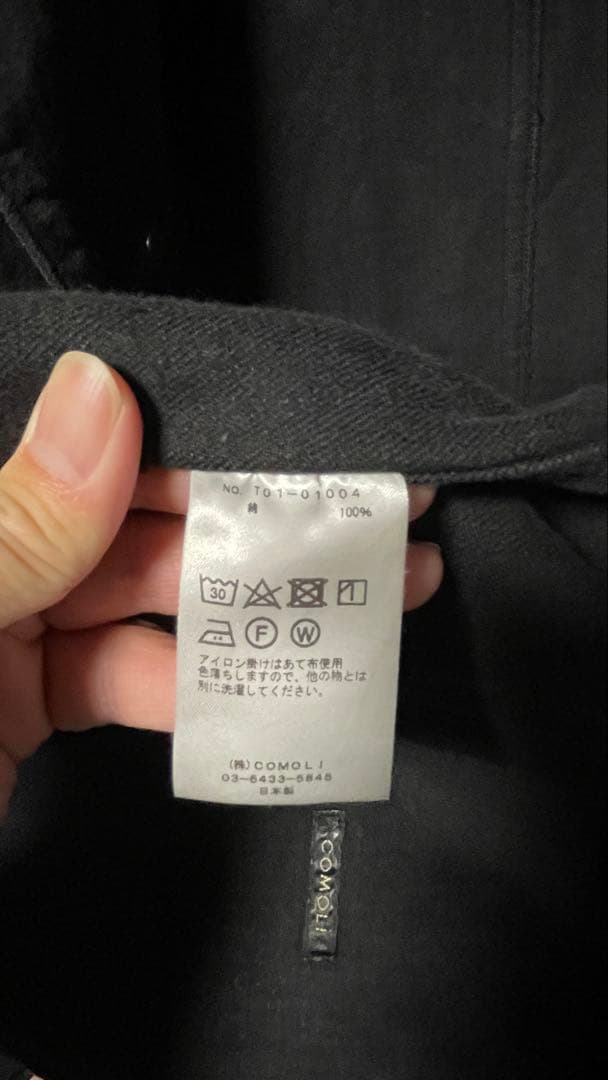 No. T01-01004
綿 100%
30
F W
アイロン掛けはあて布使用
色落ちしますので、他の物とは
別に洗濯してください。
(株)COMOLI
03-5433-5845
日本製
COMOLI